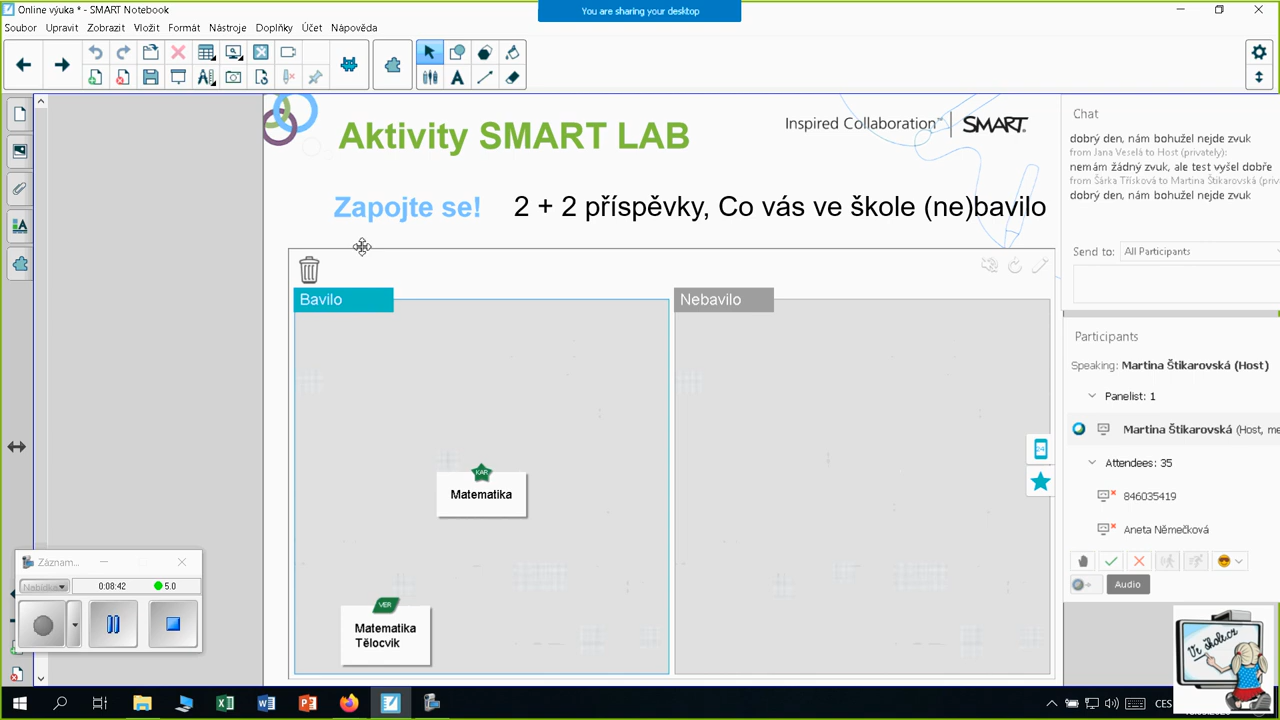 Online výuka * - SMART Notebook
You are sharing your desktop
Soubor Upravit Zobrazit Vložit Formát Nástroje Doplňky Účet Nápověda
Aktivity SMART LAB
Inspired Collaboration™ SMART
Zapojte se! 2 + 2 příspěvky, Co vás ve škole (ne)bavilo
Bavilo
Nebavilo
KAR
Matematika
VER
Matematika
Tělocvik
Chat
dobrý den, nám bohužel nejde zvuk
from Jana Veselá to Host (privately):
nemám žádný zvuk, ale test vyšel dobře
from Šárka Třísková to Martina Štikarovská (priv
dobrý den, nám bohužel nejde zvuk
Send to: All Participants
Participants
Speaking: Martina Štikarovská (Host)
Panelist: 1
Martina Štikarovská (Host, me
Attendees: 35
846035419
Aneta Němečková
Audio
Záznam...
Nabídka
0:08:42 5.0
Ve škole.cz
CES